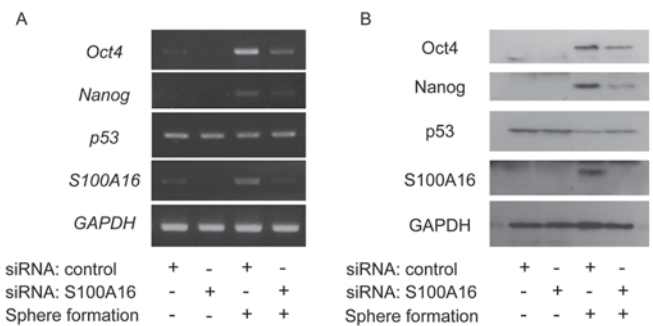 A
Oct4
Nanog
p53
S100A16
GAPDH
siRNA: control + - + -
siRNA: S100A16 - + - +
Sphere formation - - + +
B
Oct4
Nanog
p53
S100A16
GAPDH
siRNA: control + - + -
siRNA: S100A16 - + - +
Sphere formation - - + +